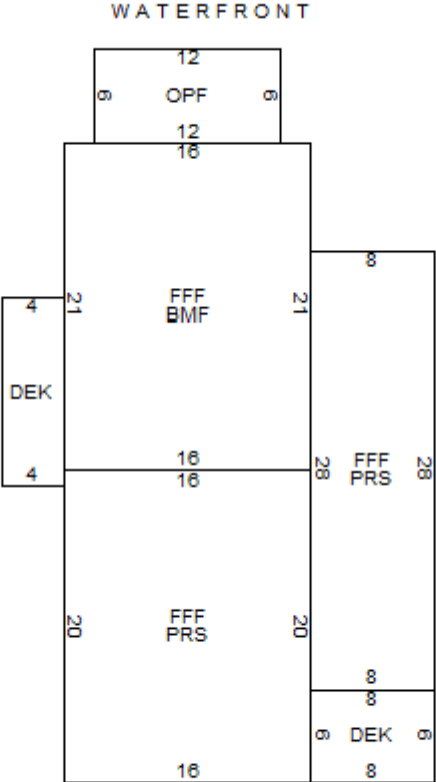 WATERFRONT
12
6 OPF 6
12
16
8
4
21 FFF 21
BMF
DEK
16
28 FFF 28
PRS
4
16
20 FFF 20
PRS
8
8
6 DEK 6
16
8